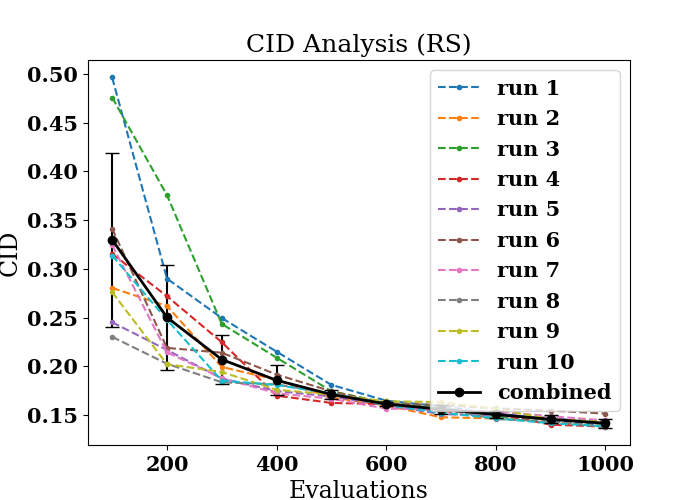 CID Analysis (RS)
0.50
0.45
0.40
0.35
0.30
0.25
0.20
0.15
CID
200
400
600
800
1000
Evaluations
run 1
run 2
run 3
run 4
run 5
run 6
run 7
run 8
run 9
run 10
combined